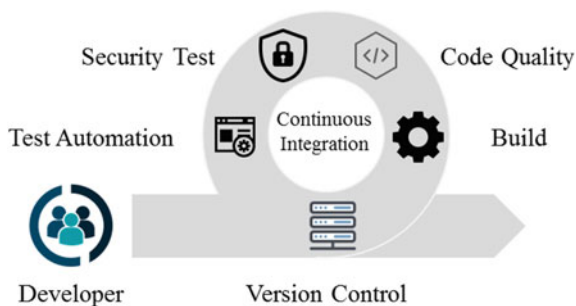 Security Test
Code Quality
Continuous
Integration
Test Automation
Build
Developer
Version Control